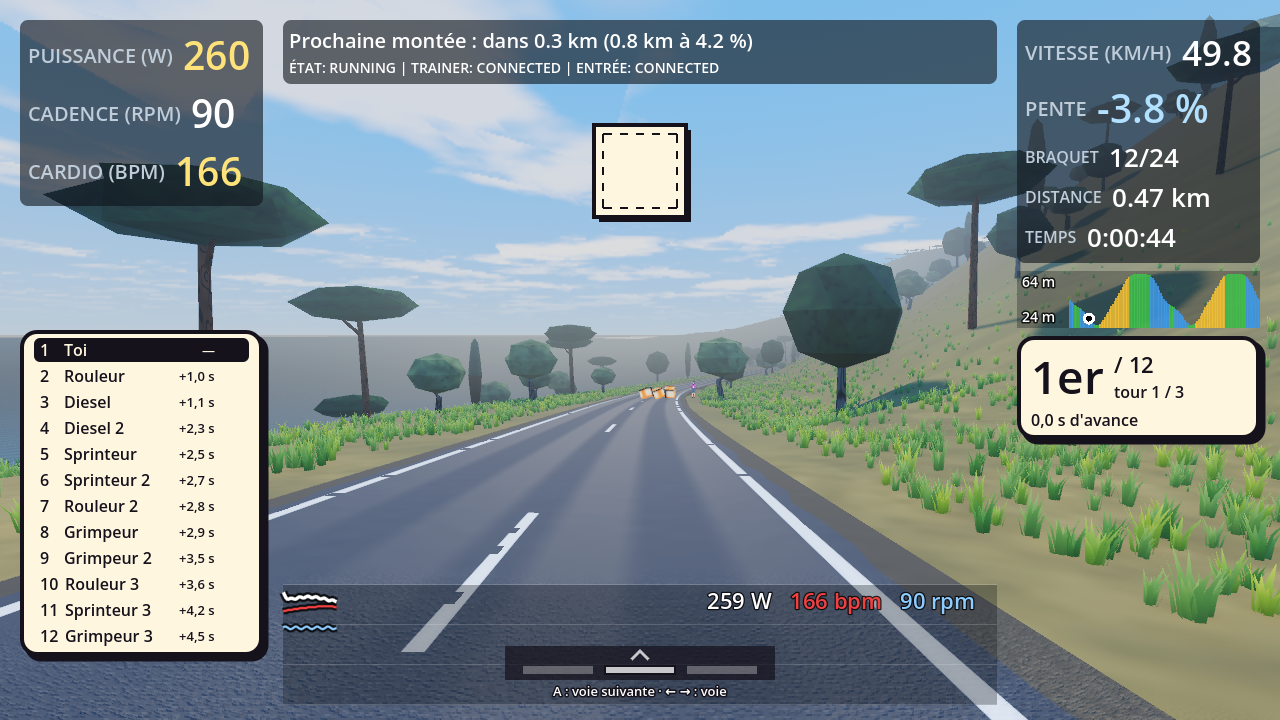 PUISSANCE (W) 260
CADENCE (RPM) 90
CARDIO (BPM) 166
Prochaine montée : dans 0.3 km (0.8 km à 4.2 %)
ÉTAT: RUNNING | TRAINER: CONNECTED | ENTRÉE: CONNECTED
VITESSE (KM/H) 49.8
PENTE -3.8 %
BRAQUET 12/24
DISTANCE 0.47 km
TEMPS 0:00:44
64 m
24 m
1er / 12
tour 1 / 3
0,0 s d'avance
1 Toi —
2 Rouleur +1,0 s
3 Diesel +1,1 s
4 Diesel 2 +2,3 s
5 Sprinteur +2,5 s
6 Sprinteur 2 +2,7 s
7 Rouleur 2 +2,8 s
8 Grimpeur +2,9 s
9 Grimpeur 2 +3,5 s
10 Rouleur 3 +3,6 s
11 Sprinteur 3 +4,2 s
12 Grimpeur 3 +4,5 s
259 W 166 bpm 90 rpm
A : voie suivante · ← → : voie